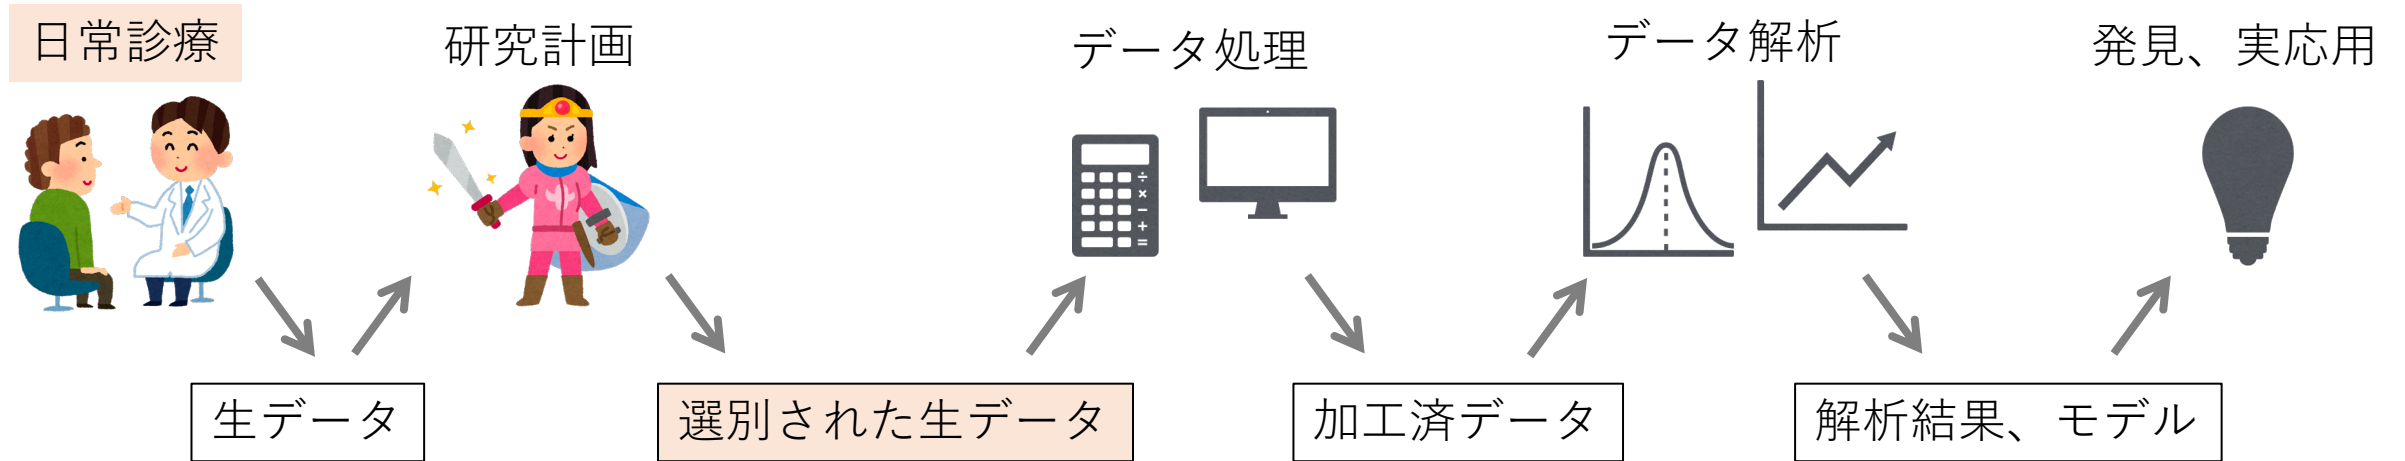 日常診療
研究計画
データ処理
データ解析
発見、実応用
生データ
選別された生データ
加工済データ
解析結果、モデル